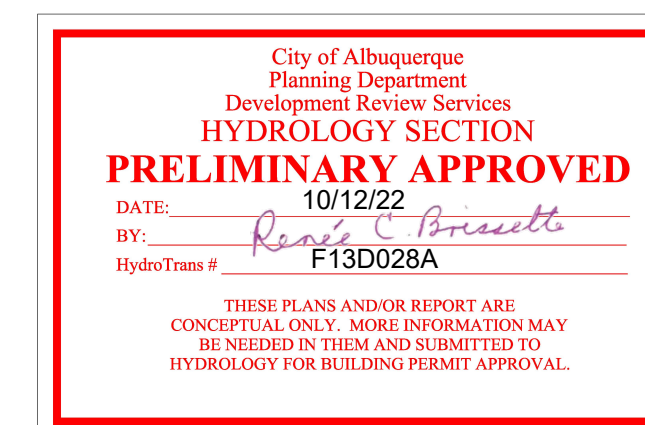 City of Albuquerque
Planning Department
Development Review Services
HYDROLOGY SECTION
PRELIMINARY APPROVED
DATE: 10/12/22
BY: Renée C. Brissette
HydroTrans # F13D028A
THESE PLANS AND/OR REPORT ARE
CONCEPTUAL ONLY. MORE INFORMATION MAY
BE NEEDED IN THEM AND SUBMITTED TO
HYDROLOGY FOR BUILDING PERMIT APPROVAL.